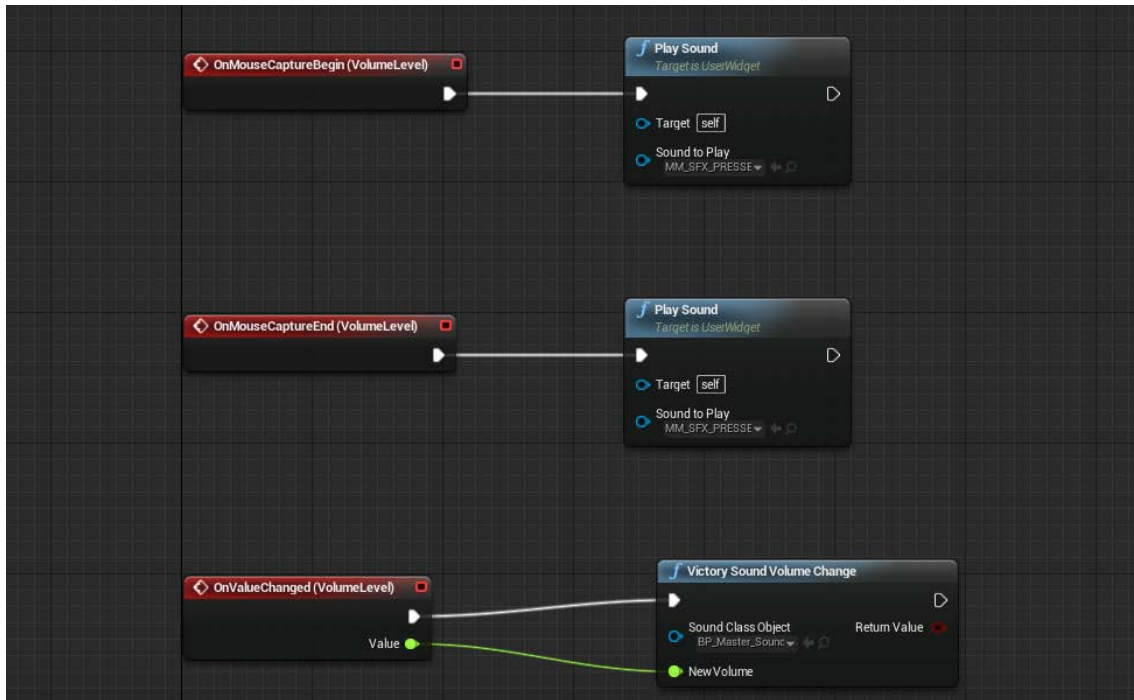 OnMouseCaptureBegin (VolumeLevel)
Play Sound
Target is UserWidget
Target self
Sound to Play
MM_SFX_PRESSE
OnMouseCaptureEnd (VolumeLevel)
Play Sound
Target is UserWidget
Target self
Sound to Play
MM_SFX_PRESSE
OnValueChanged (VolumeLevel)
Value
Victory Sound Volume Change
Sound Class Object
Return Value
BP_Master_Sounc
NewVolume